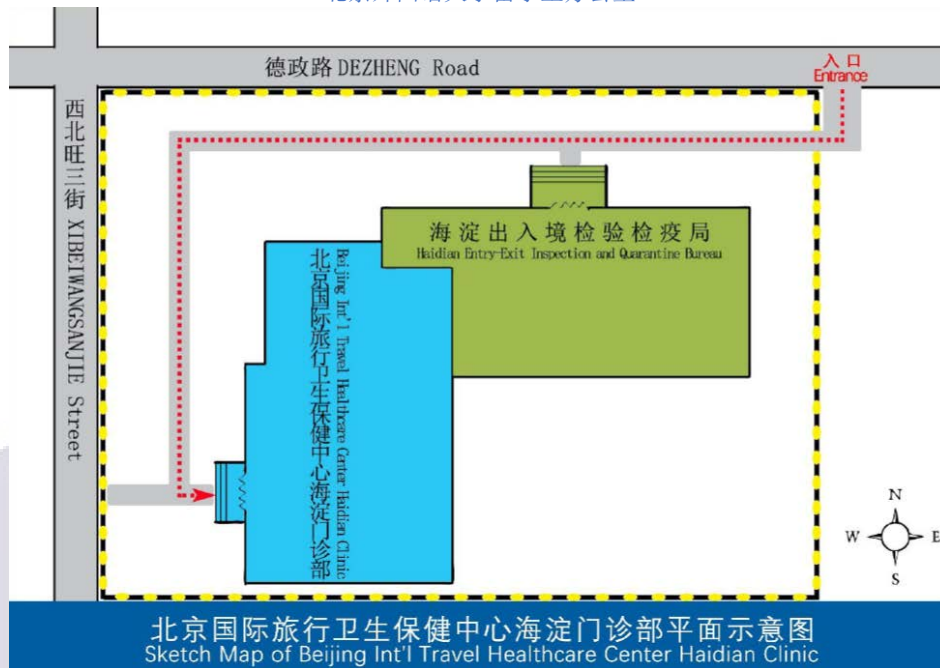 德政路 DEZHENG Road
入口
Entrance
西北旺三街 XIBEIWANGSANJIE Street
海淀出入境检验检疫局
Haidian Entry-Exit Inspection and Quarantine Bureau
Beijing Int'l Travel Healthcare Center Haidian Clinic
北京国际旅行卫生保健中心海淀门诊部
N
W
E
S
北京国际旅行卫生保健中心海淀门诊部平面示意图
Sketch Map of Beijing Int'l Travel Healthcare Center Haidian Clinic